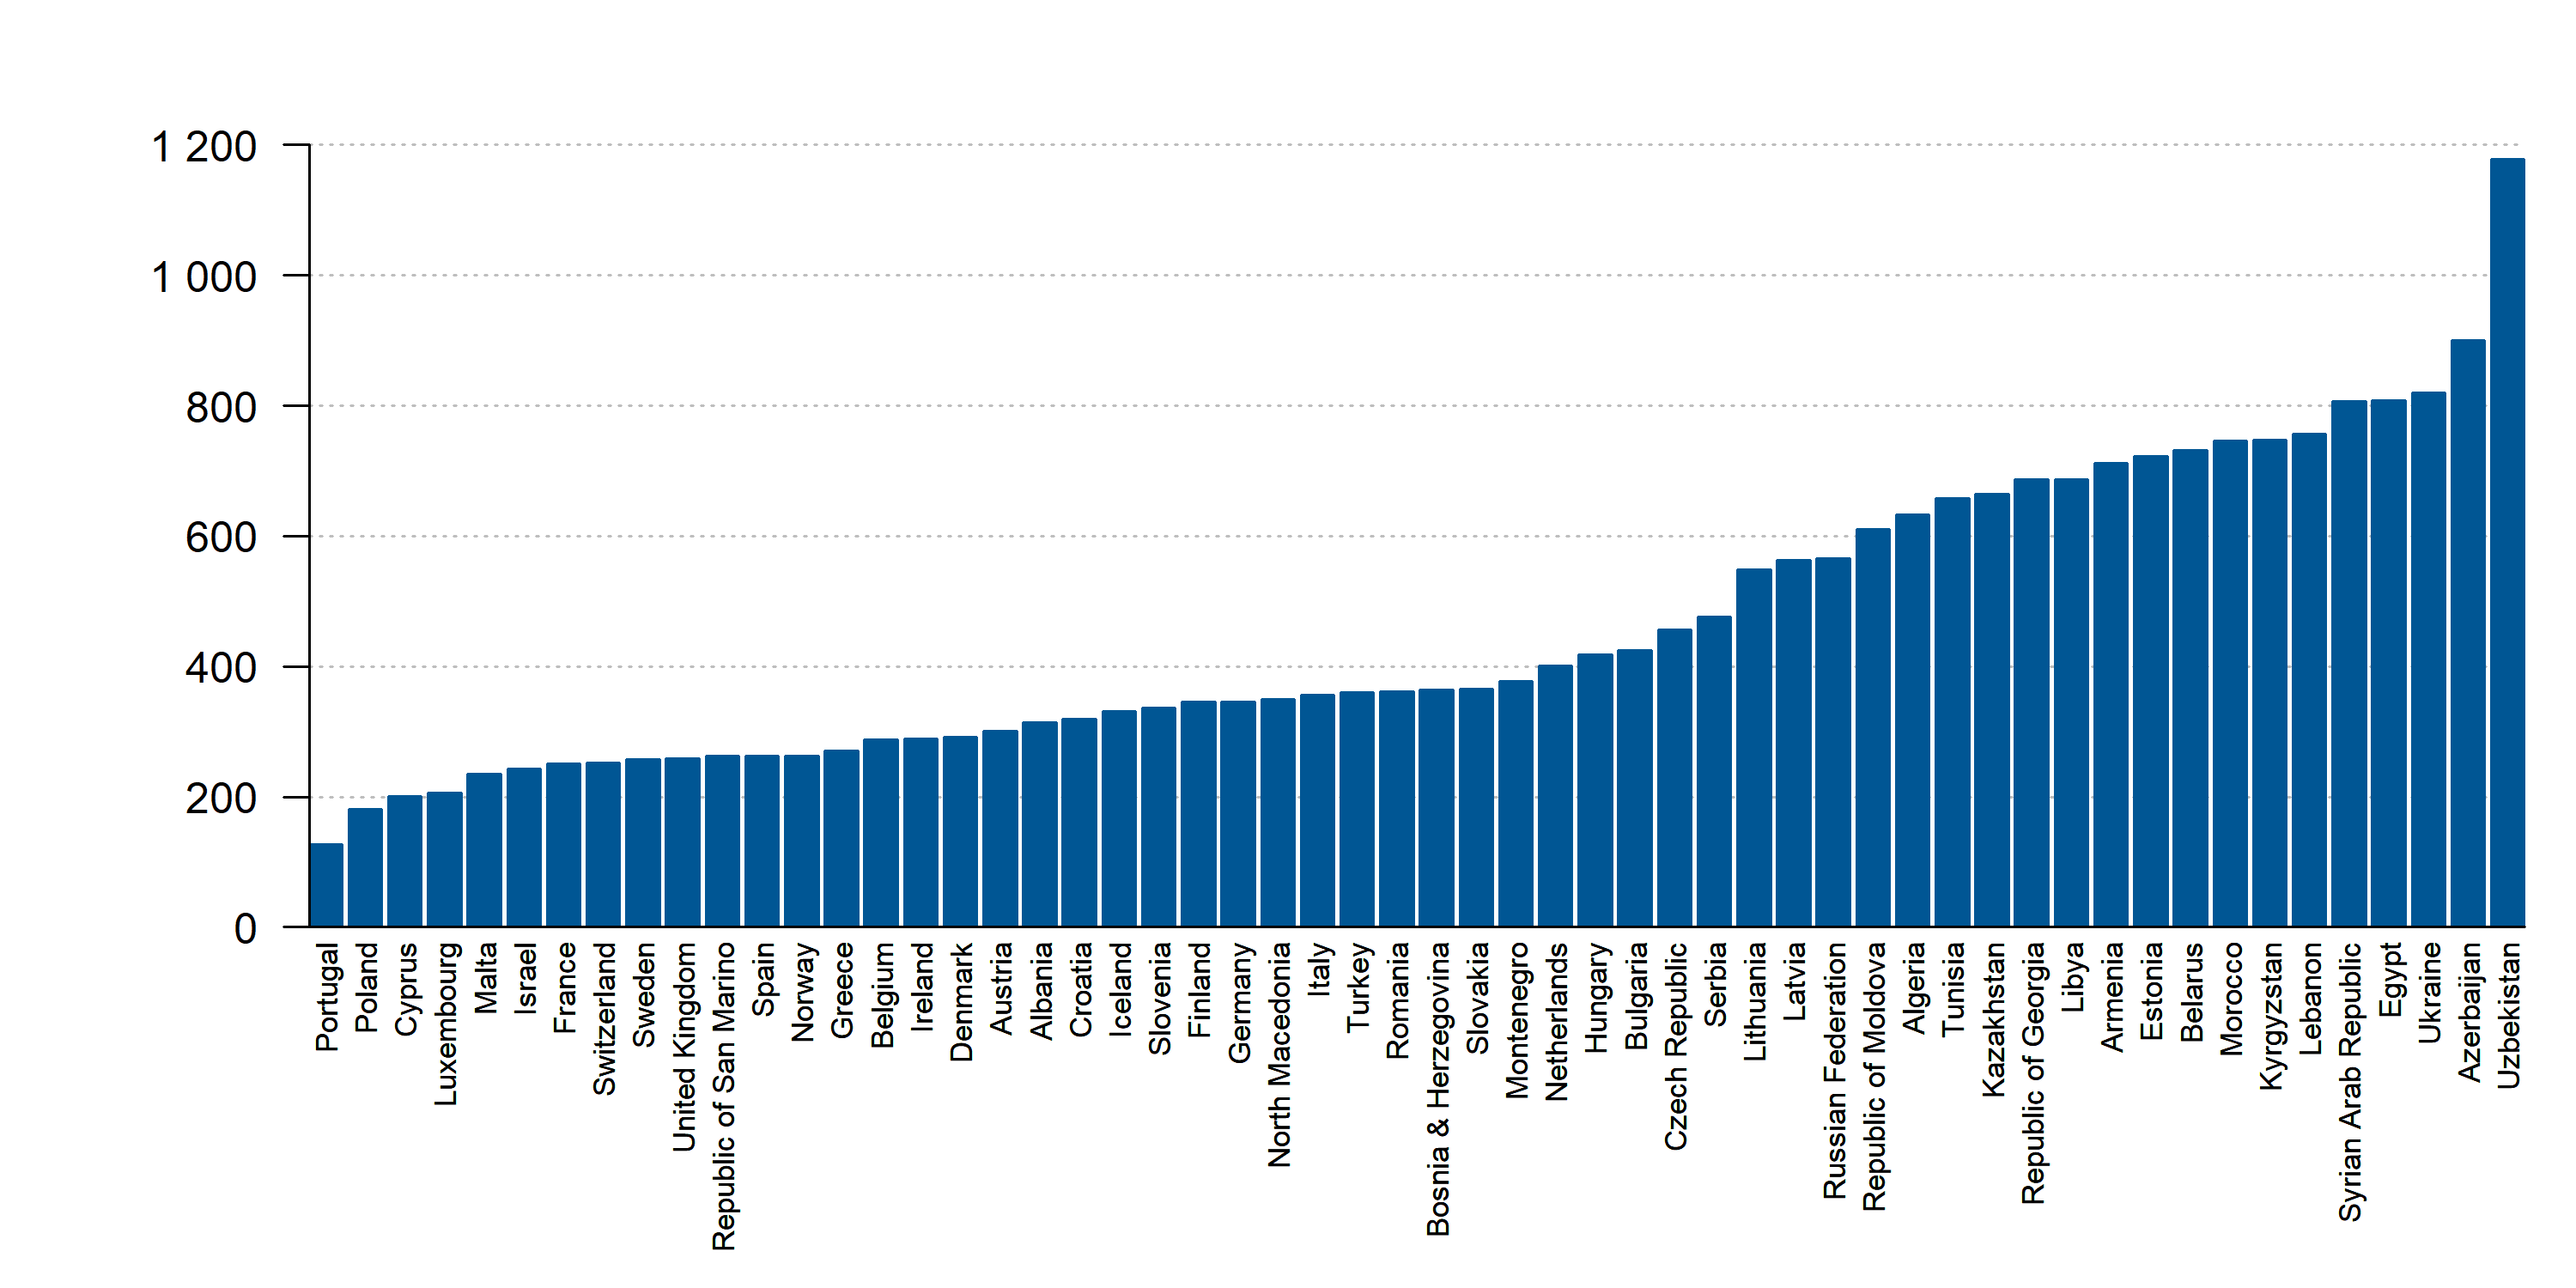 1 200
1 000
800
600
400
200
0
Portugal
Poland
Cyprus
Luxembourg
Malta
Israel
France
Switzerland
Sweden
United Kingdom
Republic of San Marino
Spain
Norway
Greece
Belgium
Ireland
Denmark
Austria
Albania
Croatia
Iceland
Slovenia
Finland
Germany
North Macedonia
Italy
Turkey
Romania
Bosnia & Herzegovina
Slovakia
Montenegro
Netherlands
Hungary
Bulgaria
Czech Republic
Serbia
Lithuania
Latvia
Russian Federation
Republic of Moldova
Algeria
Tunisia
Kazakhstan
Republic of Georgia
Libya
Armenia
Estonia
Belarus
Morocco
Kyrgyzstan
Lebanon
Syrian Arab Republic
Egypt
Ukraine
Azerbaijan
Uzbekistan